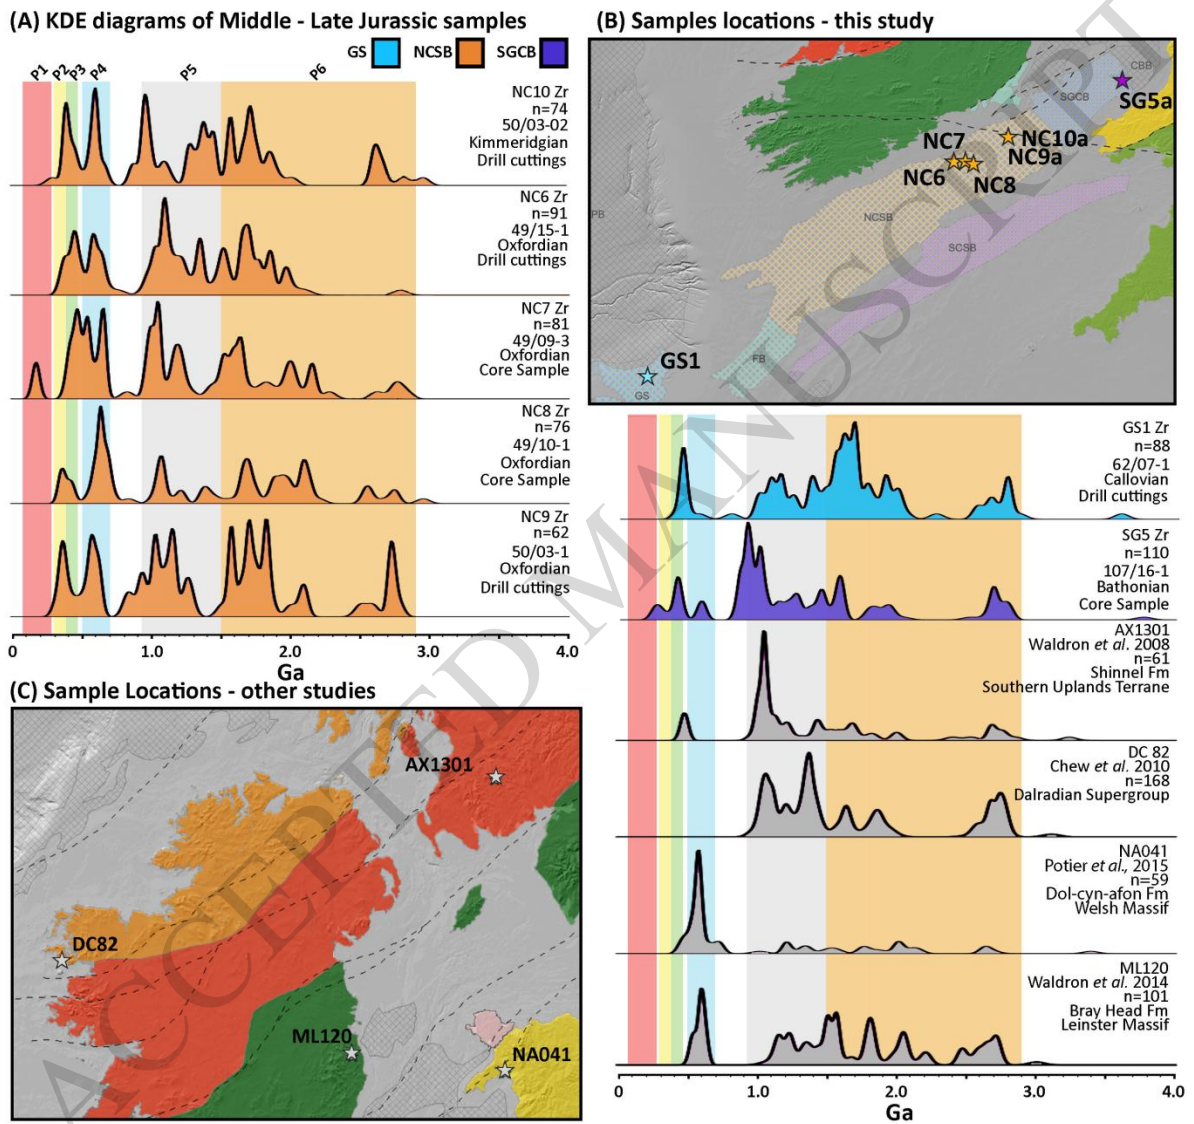 (A) KDE diagrams of Middle - Late Jurassic samples
GS NCSB SGCB
P1 P2 P3 P4 P5 P6
NC10 Zr
n=74
50/03-02
Kimmeridgian
Drill cuttings
NC6 Zr
n=91
49/15-1
Oxfordian
Drill cuttings
NC7 Zr
n=81
49/09-3
Oxfordian
Core Sample
NC8 Zr
n=76
49/10-1
Oxfordian
Core Sample
NC9 Zr
n=62
50/03-1
Oxfordian
Drill cuttings
0 1.0 2.0 3.0 4.0
Ga
(B) Samples locations - this study
CBB
SGCB
SG5a
NC7
NC10a
NC9a
NC6
NC8
PB
NCSB
SCSB
FB
GS1
GS
GS1 Zr
n=88
62/07-1
Callovian
Drill cuttings
SG5 Zr
n=110
107/16-1
Bathonian
Core Sample
AX1301
Waldron et al. 2008
n=61
Shinnel Fm
Southern Uplands Terrane
DC 82
Chew et al. 2010
n=168
Dalradian Supergroup
NA041
Potier et al., 2015
n=59
Dol-cyn-afon Fm
Welsh Massif
ML120
Waldron et al. 2014
n=101
Bray Head Fm
Leinster Massif
0 1.0 2.0 3.0 4.0
Ga
(C) Sample Locations - other studies
AX1301
DC82
ML120
NA041
ACCEPTED MANUSCRIPT